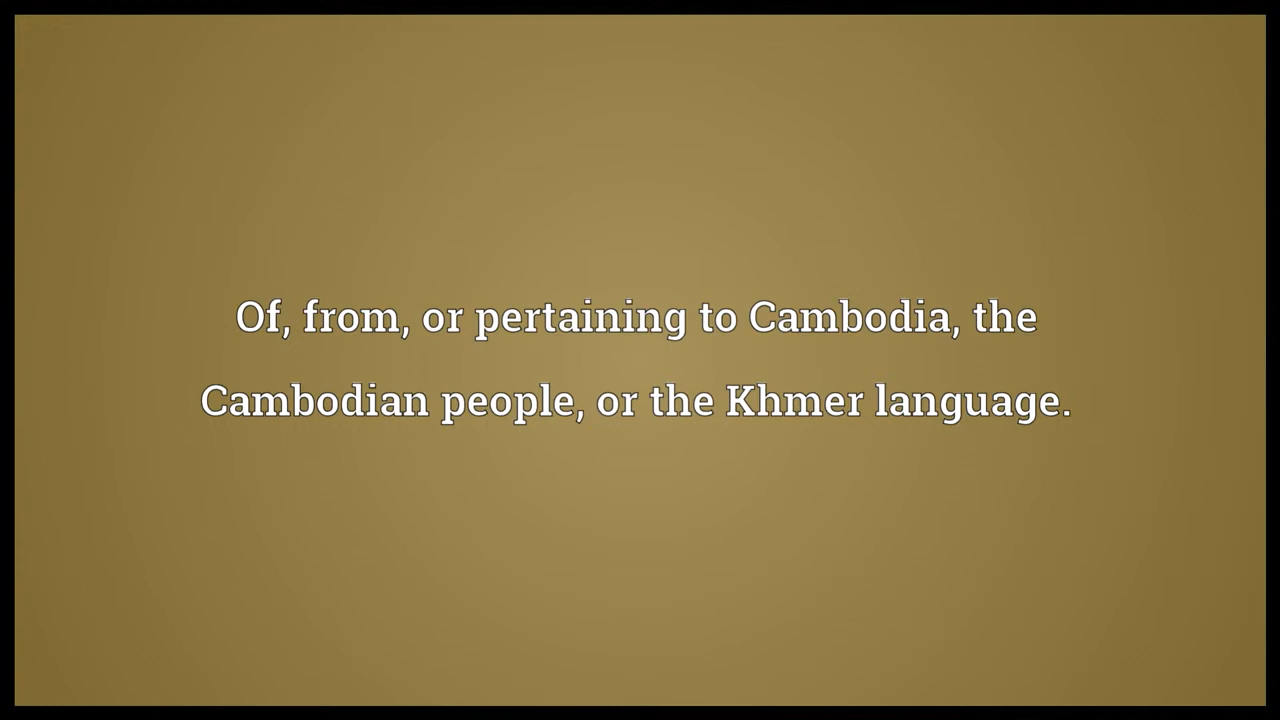 Of, from, or pertaining to Cambodia, the
Cambodian people, or the Khmer language.